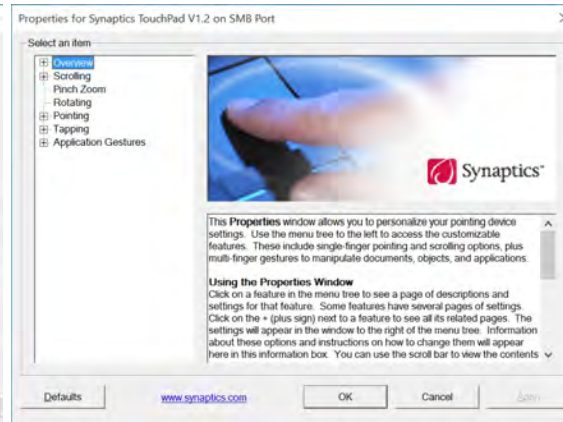 Properties for Synaptics TouchPad V1.2 on SMB Port
Select an item
Overview
Scrolling
Pinch Zoom
Rotating
Pointing
Tapping
Application Gestures
Synaptics™
This Properties window allows you to personalize your pointing device
settings. Use the menu tree to the left to access the customizable
features. These include single-finger pointing and scrolling options, plus
multi-finger gestures to manipulate documents, objects, and applications.
Using the Properties Window
Click on a feature in the menu tree to see a page of descriptions and
settings for that feature. Some features have several pages of settings.
Click on the + (plus sign) next to a feature to see all its related pages. The
settings will appear in the window to the right of the menu tree. Information
about these options and instructions on how to change them will appear
here in this information box. You can use the scroll bar to view the contents
Defaults
www.synaptics.com
OK
Cancel
Apply